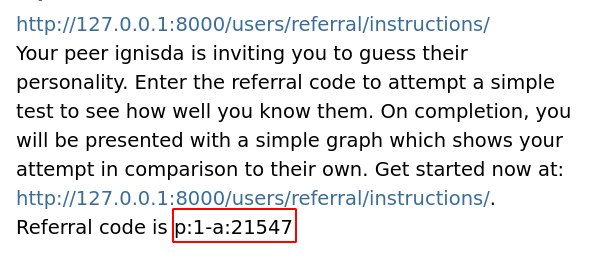 http://127.0.0.1:8000/users/referral/instructions/
Your peer ignisda is inviting you to guess their
personality. Enter the referral code to attempt a simple
test to see how well you know them. On completion, you
will be presented with a simple graph which shows your
attempt in comparison to their own. Get started now at:
http://127.0.0.1:8000/users/referral/instructions/.
Referral code is p:1-a:21547